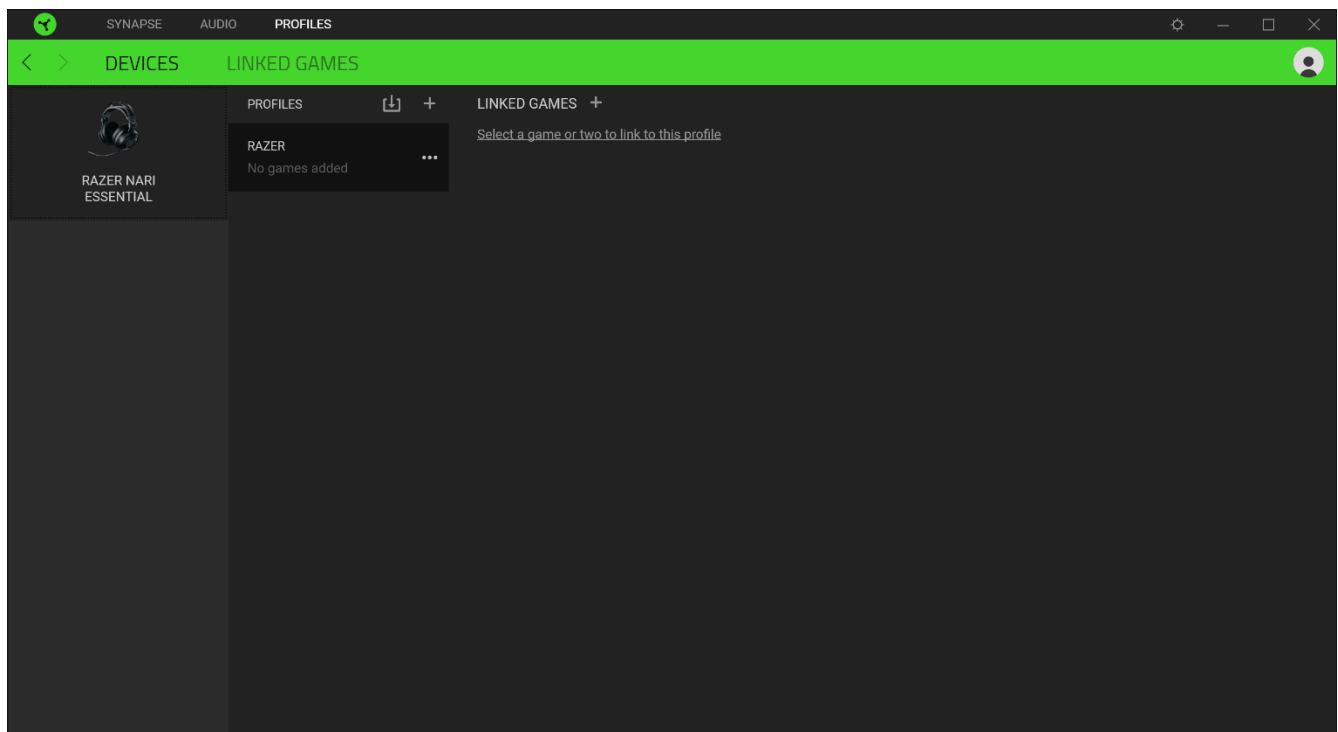 SYNAPSE AUDIO PROFILES
DEVICES LINKED GAMES
RAZER NARI
ESSENTIAL
PROFILES
RAZER
No games added
LINKED GAMES
Select a game or two to link to this profile